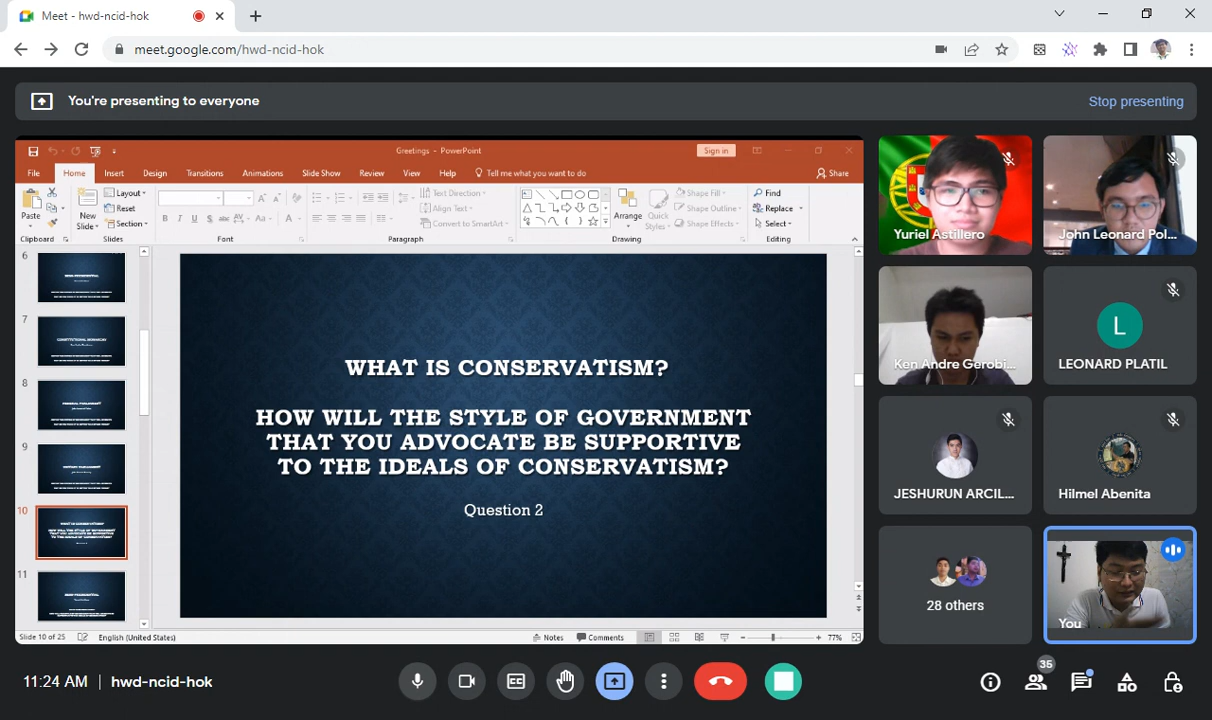 Meet - hwd-ncid-hok
meet.google.com/hwd-ncid-hok
You're presenting to everyone
Stop presenting
Greetings - PowerPoint
Sign in
File Home Insert Design Transitions Animations Slide Show Review View Help Tell me what you want to do
Share
Paste
New
Slide
Layout
Reset
Section
Text Direction
Align Text
Convert to SmartArt
Arrange
Quick
Styles
Shape Fill
Shape Outline
Shape Effects
Find
Replace
Select
Clipboard Slides Font Paragraph Drawing Editing
6
7
8
9
10
11
WHAT IS CONSERVATISM?
HOW WILL THE STYLE OF GOVERNMENT
THAT YOU ADVOCATE BE SUPPORTIVE
TO THE IDEALS OF CONSERVATISM?
Question 2
Slide 10 of 25 English (United States)
Notes Comments 77%
Yuriel Astillero
John Leonard Pol...
Ken Andre Gerobi...
LEONARD PLATIL
L
JESHURUN ARCIL...
Hilmel Abenita
28 others
You
11:24 AM | hwd-ncid-hok
35